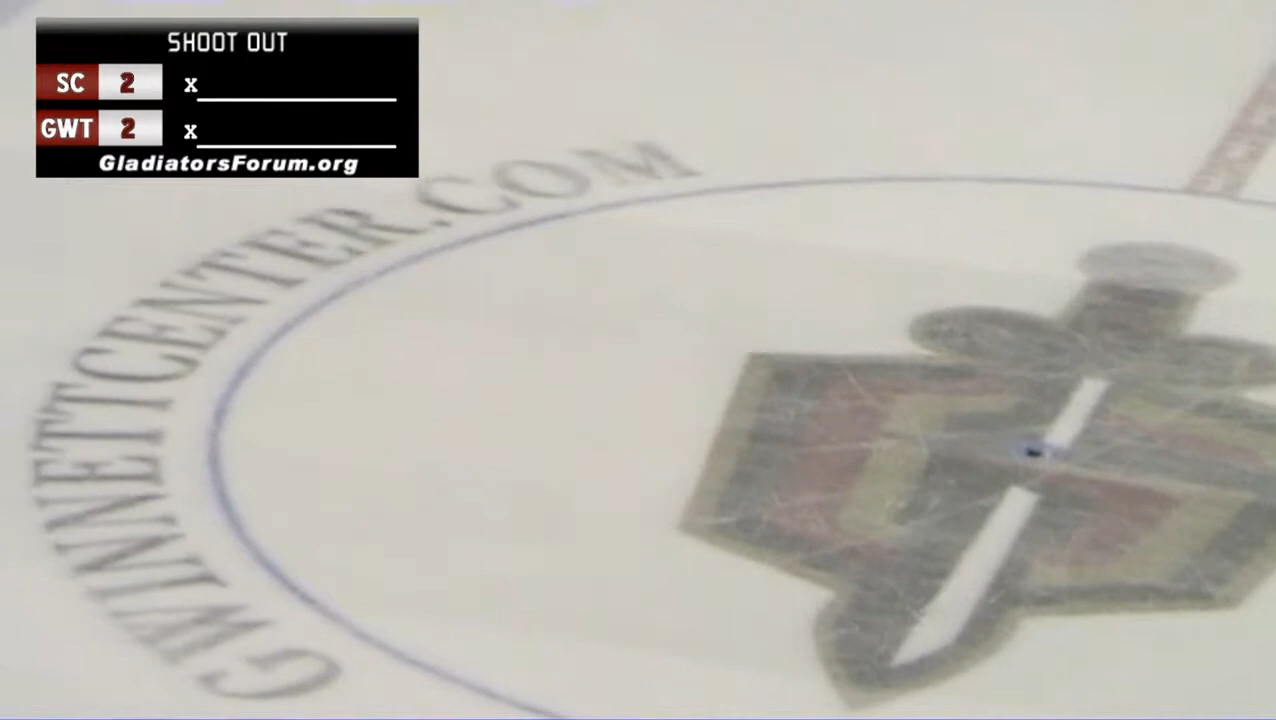 SHOOT OUT
SC 2 x
GWT 2 x
GladiatorsForum.org
GWINNETTCENTER.COM